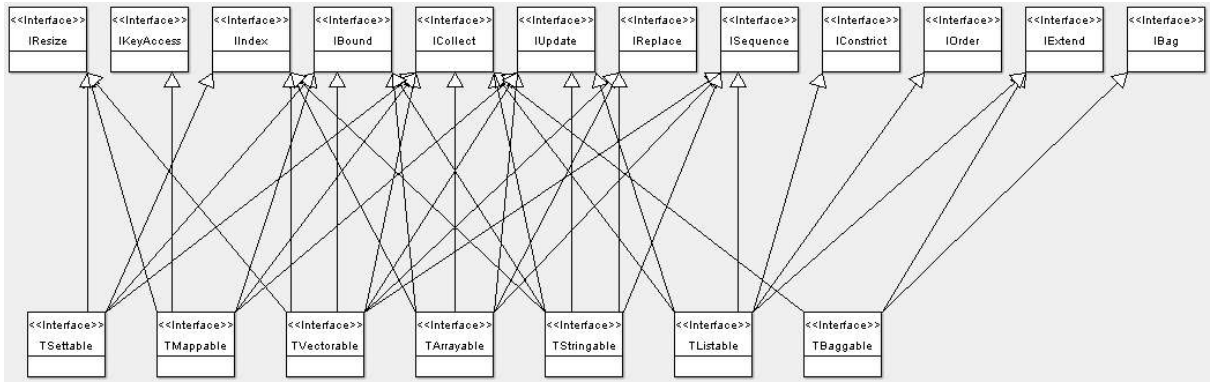 <<Interface>> <<Interface>> <<Interface>> <<Interface>> <<Interface>> <<Interface>> <<Interface>> <<Interface>> <<Interface>> <<Interface>> <<Interface>> <<Interface>>
IResize IKeyAccess IIndex IBound ICollect IUpdate IReplace ISequence IConstrict IOrder IExtend IBag
<<Interface>> <<Interface>> <<Interface>> <<Interface>> <<Interface>> <<Interface>> <<Interface>>
TSettable TMappable TVectorable TArrayable TStringable TListable TBaggable